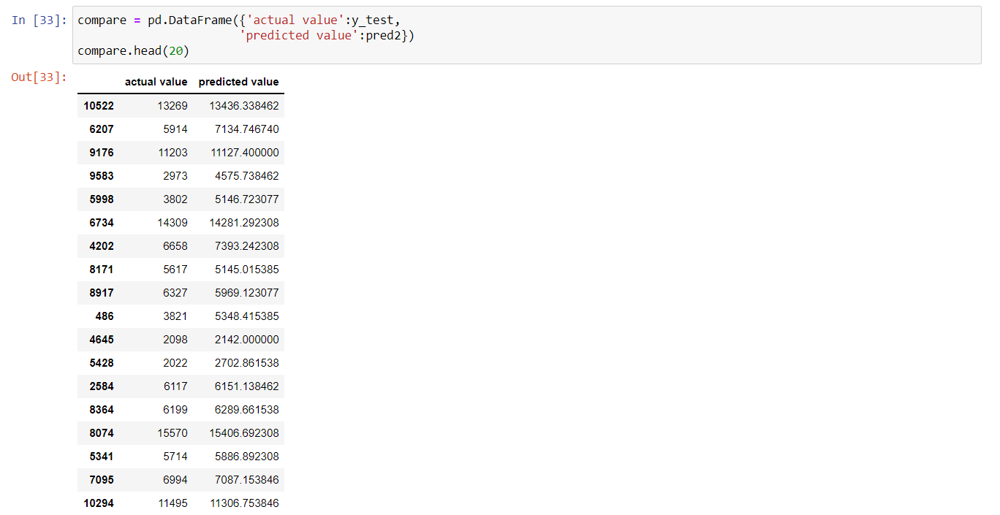 In [33]: compare = pd.DataFrame({'actual value':y_test,
'predicted value':pred2})
compare.head(20)
Out[33]:
actual value predicted value
10522 13269 13436.338462
6207 5914 7134.746740
9176 11203 11127.400000
9583 2973 4575.738462
5998 3802 5146.723077
6734 14309 14281.292308
4202 6658 7393.242308
8171 5617 5145.015385
8917 6327 5969.123077
486 3821 5348.415385
4645 2098 2142.000000
5428 2022 2702.861538
2584 6117 6151.138462
8364 6199 6289.661538
8074 15570 15406.692308
5341 5714 5886.892308
7095 6994 7087.153846
10294 11495 11306.753846